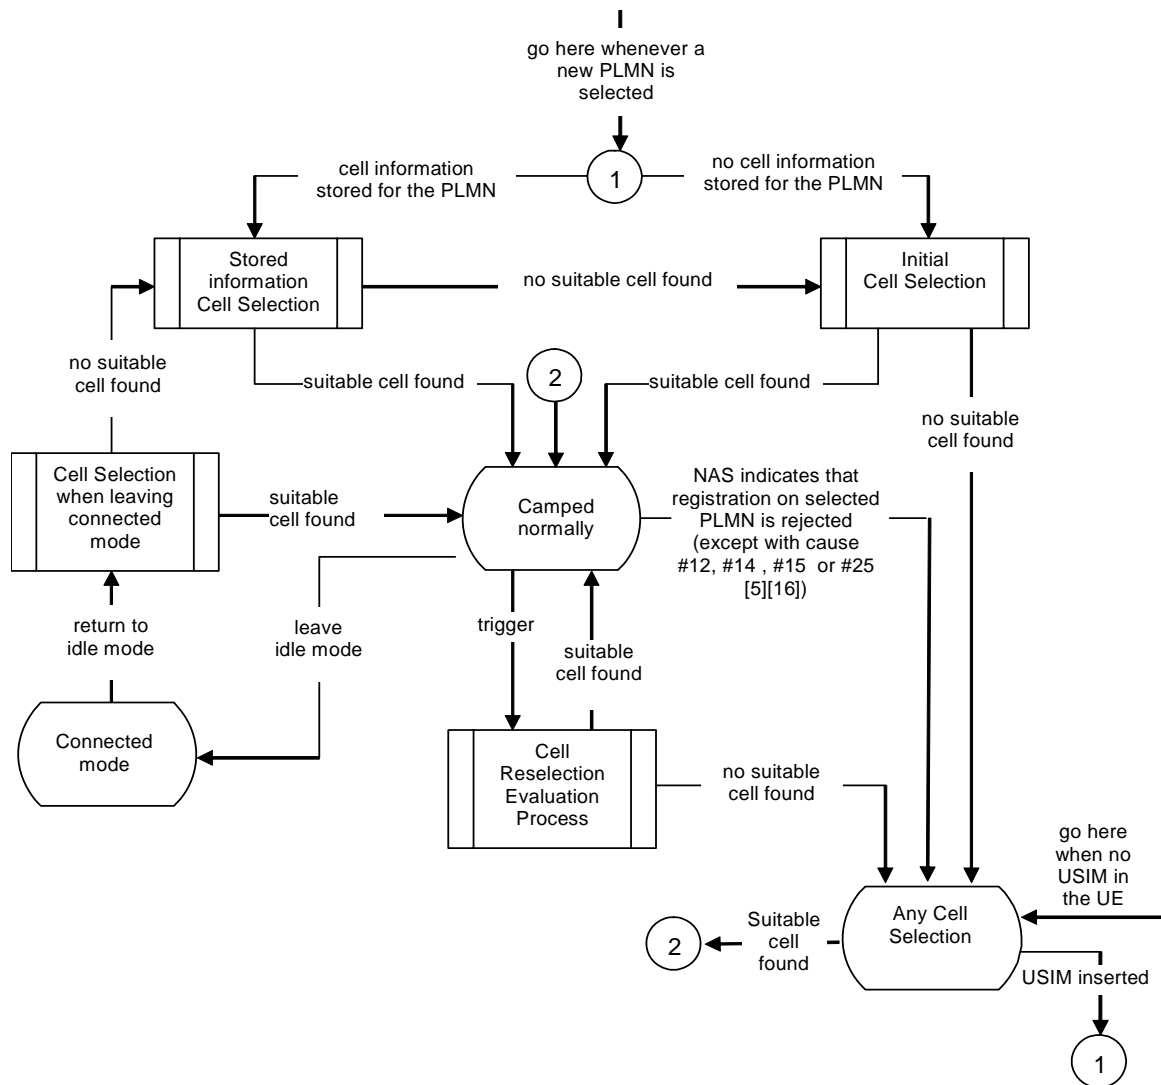 go here whenever a
new PLMN is
selected
1
cell information
stored for the PLMN
no cell information
stored for the PLMN
Stored
information
Cell Selection
no suitable cell found
Initial
Cell Selection
no suitable
cell found
suitable cell found
2
suitable cell found
no suitable
cell found
Cell Selection
when leaving
connected
mode
suitable
cell found
Camped
normally
NAS indicates that
registration on selected
PLMN is rejected
(except with cause
#12, #14 , #15 or #25
[5][16])
return to
idle mode
leave
idle mode
trigger
suitable
cell found
Connected
mode
Cell
Reselection
Evaluation
Process
no suitable
cell found
go here
when no
USIM in
the UE
2
Suitable
cell
found
Any Cell
Selection
USIM inserted
1